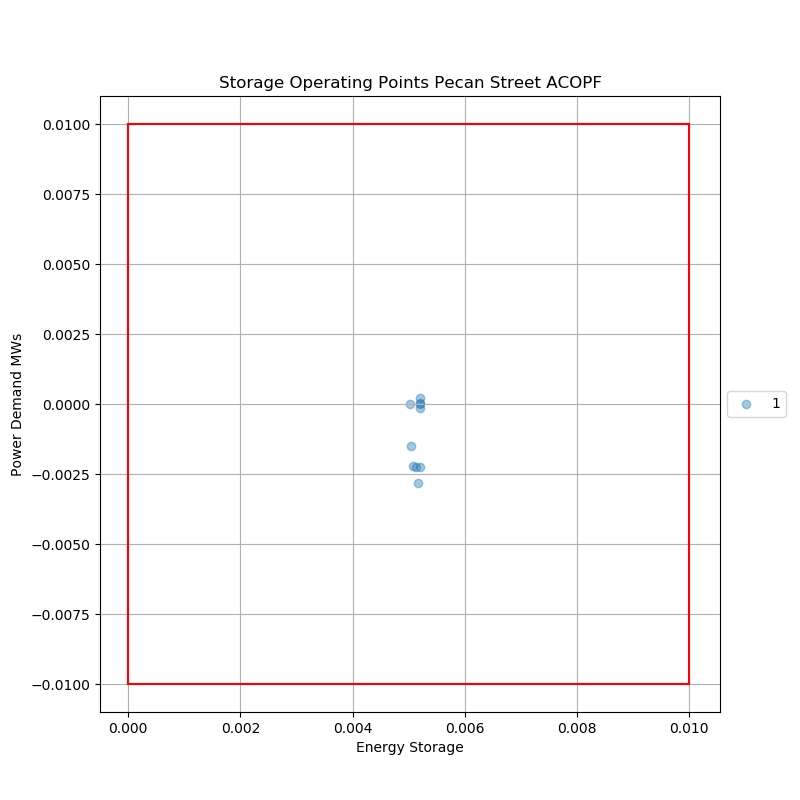 Storage Operating Points Pecan Street ACOPF
0.0100
0.0075
0.0050
0.0025
0.0000
−0.0025
−0.0050
−0.0075
−0.0100
Power Demand MWs
1
0.000 0.002 0.004 0.006 0.008 0.010
Energy Storage